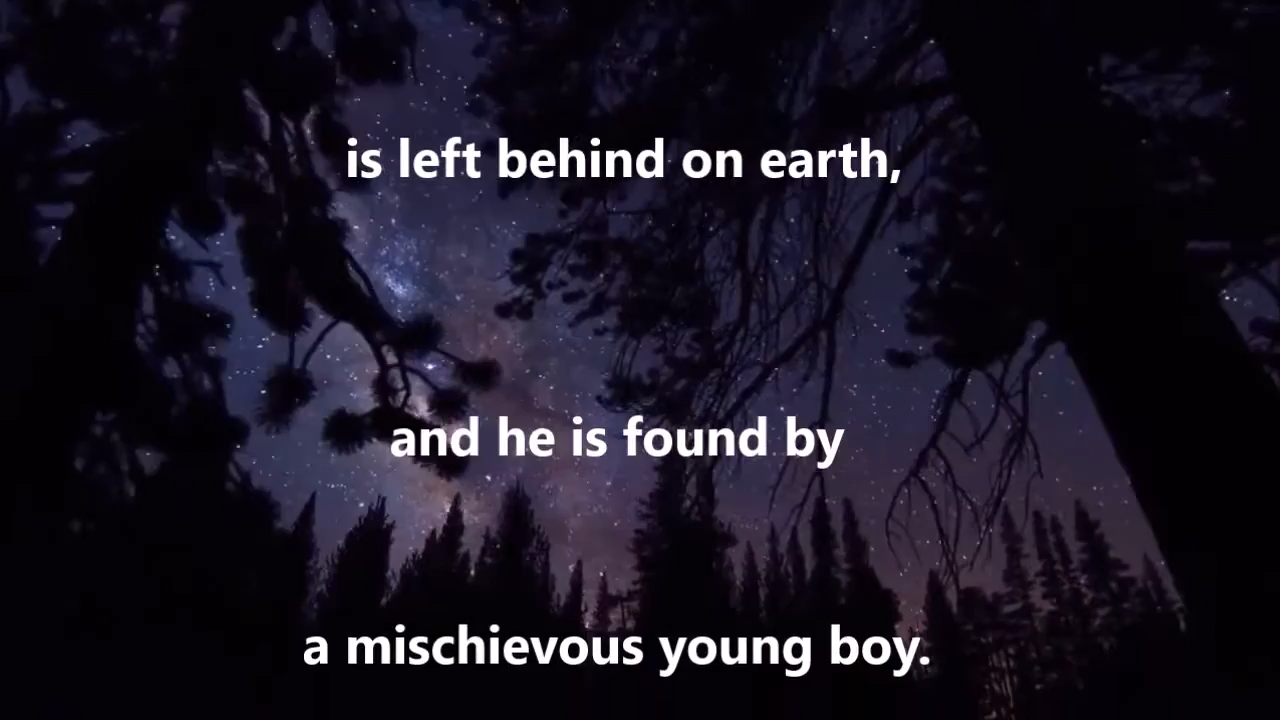 is left behind on earth,
and he is found by
a mischievous young boy.